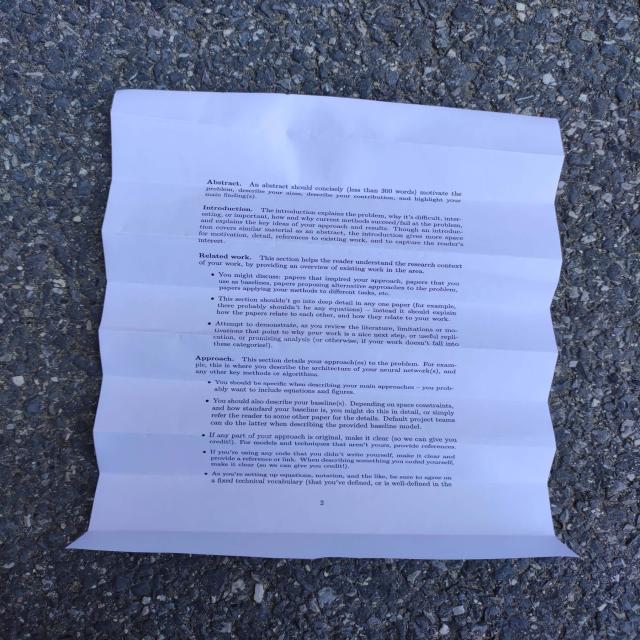 Abstract. An abstract should concisely (less than 300 words) motivate the
problem, describe your aims, describe your contribution, and highlight your
main finding(s).
Introduction. The introduction explains the problem, why it's difficult, inter-
esting, or important, how and why current methods succeed/fail at the problem,
and explains the key ideas of your approach and results. Though an introduc-
tion covers similar material as an abstract, the introduction gives more space
for motivation, detail, references to existing work, and to capture the reader's
interest.
Related work. This section helps the reader understand the research context
of your work, by providing an overview of existing work in the area.
• You might discuss: papers that inspired your approach, papers that you
use as baselines, papers proposing alternative approaches to the problem,
papers applying your methods to different tasks, etc.
• This section shouldn't go into deep detail in any one paper (for example,
there probably shouldn't be any equations) – instead it should explain
how the papers relate to each other, and how they relate to your work.
• Attempt to demonstrate, as you review the literature, limitations or mo-
tivations that point to why your work is a nice next step, or useful repli-
cation, or promising analysis (or otherwise, if your work doesn't fall into
these categories!).
Approach. This section details your approach(es) to the problem. For exam-
ple, this is where you describe the architecture of your neural network(s), and
any other key methods or algorithms.
• You should be specific when describing your main approaches – you prob-
ably want to include equations and figures.
• You should also describe your baseline(s). Depending on space constraints,
and how standard your baseline is, you might do this in detail, or simply
refer the reader to some other paper for the details. Default project teams
can do the latter when describing the provided baseline model.
• If any part of your approach is original, make it clear (so we can give you
credit!). For models and techniques that aren't yours, provide references.
• If you're using any code that you didn't write yourself, make it clear and
provide a reference or link. When describing something you coded yourself,
make it clear (so we can give you credit!).
• As you're setting up equations, notation, and the like, be sure to agree on
a fixed technical vocabulary (that you've defined, or is well-defined in the
2